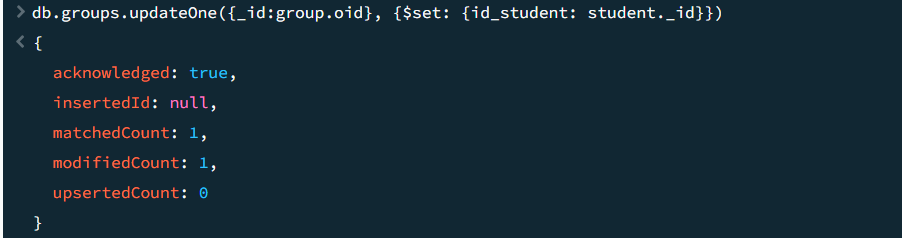 > db.groups.updateOne({_id:group.oid}, {$set: {id_student: student._id}})
< {
acknowledged: true,
insertedId: null,
matchedCount: 1,
modifiedCount: 1,
upsertedCount: 0
}